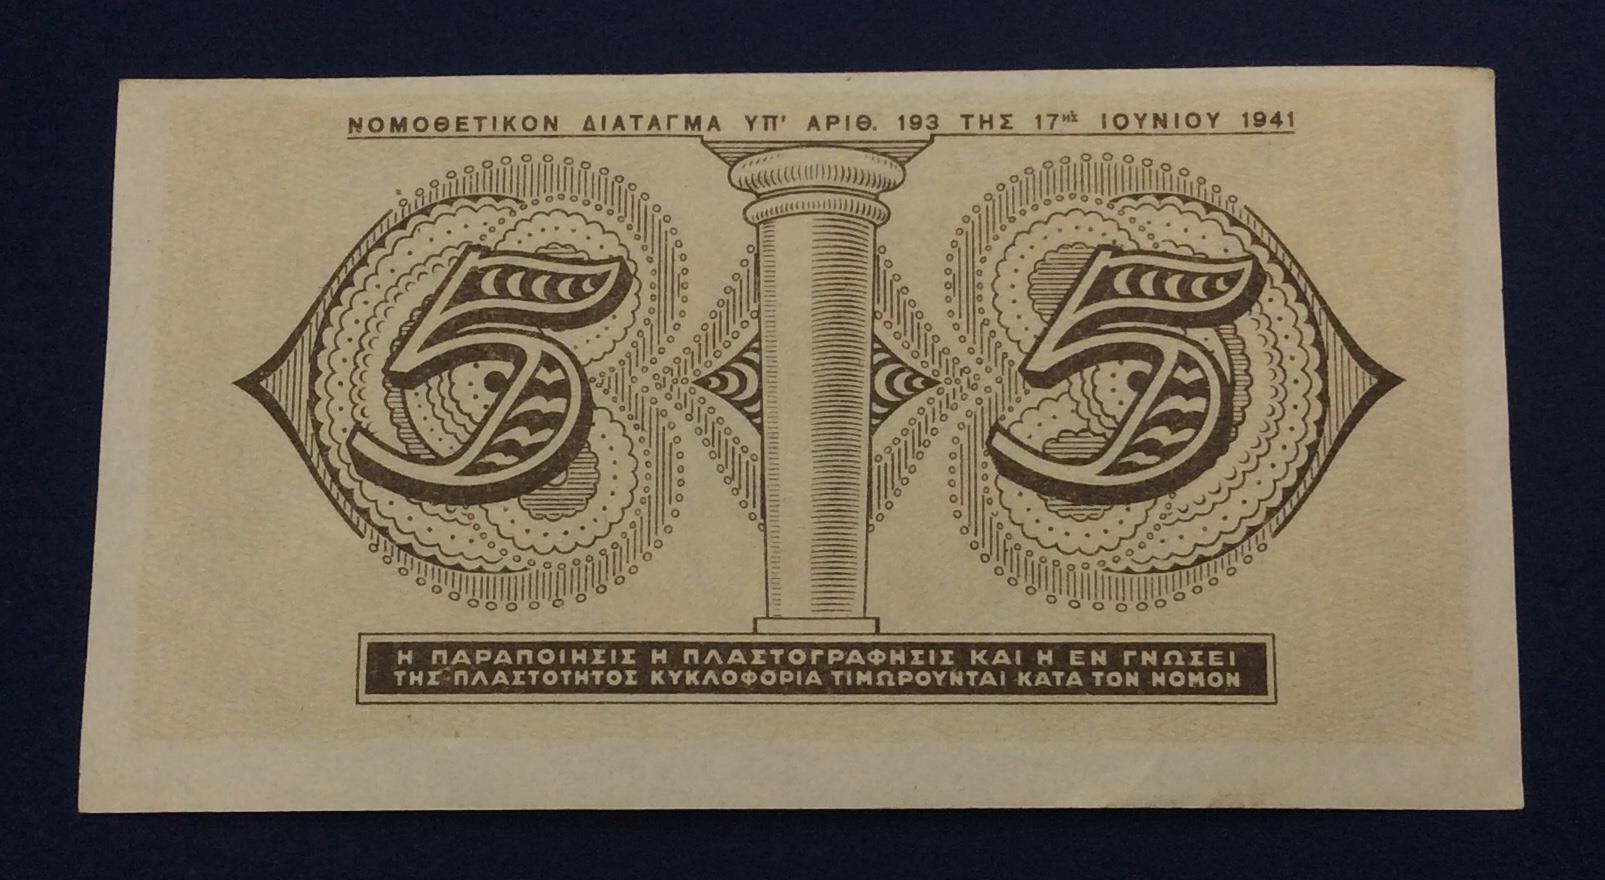 ΝΟΜΟΘΕΤΙΚΟΝ ΔΙΑΤΑΓΜΑ ΥΠ' ΑΡΙΘ. 193 ΤΗΣ 17ης ΙΟΥΝΙΟΥ 1941
5 5
Η ΠΑΡΑΠΟΙΗΣΙΣ Η ΠΛΑΣΤΟΓΡΑΦΗΣΙΣ ΚΑΙ Η ΕΝ ΓΝΩΣΕΙ
ΤΗΣ ΠΛΑΣΤΟΤΗΤΟΣ ΚΥΚΛΟΦΟΡΙΑ ΤΙΜΩΡΟΥΝΤΑΙ ΚΑΤΑ ΤΟΝ ΝΟΜΟΝ